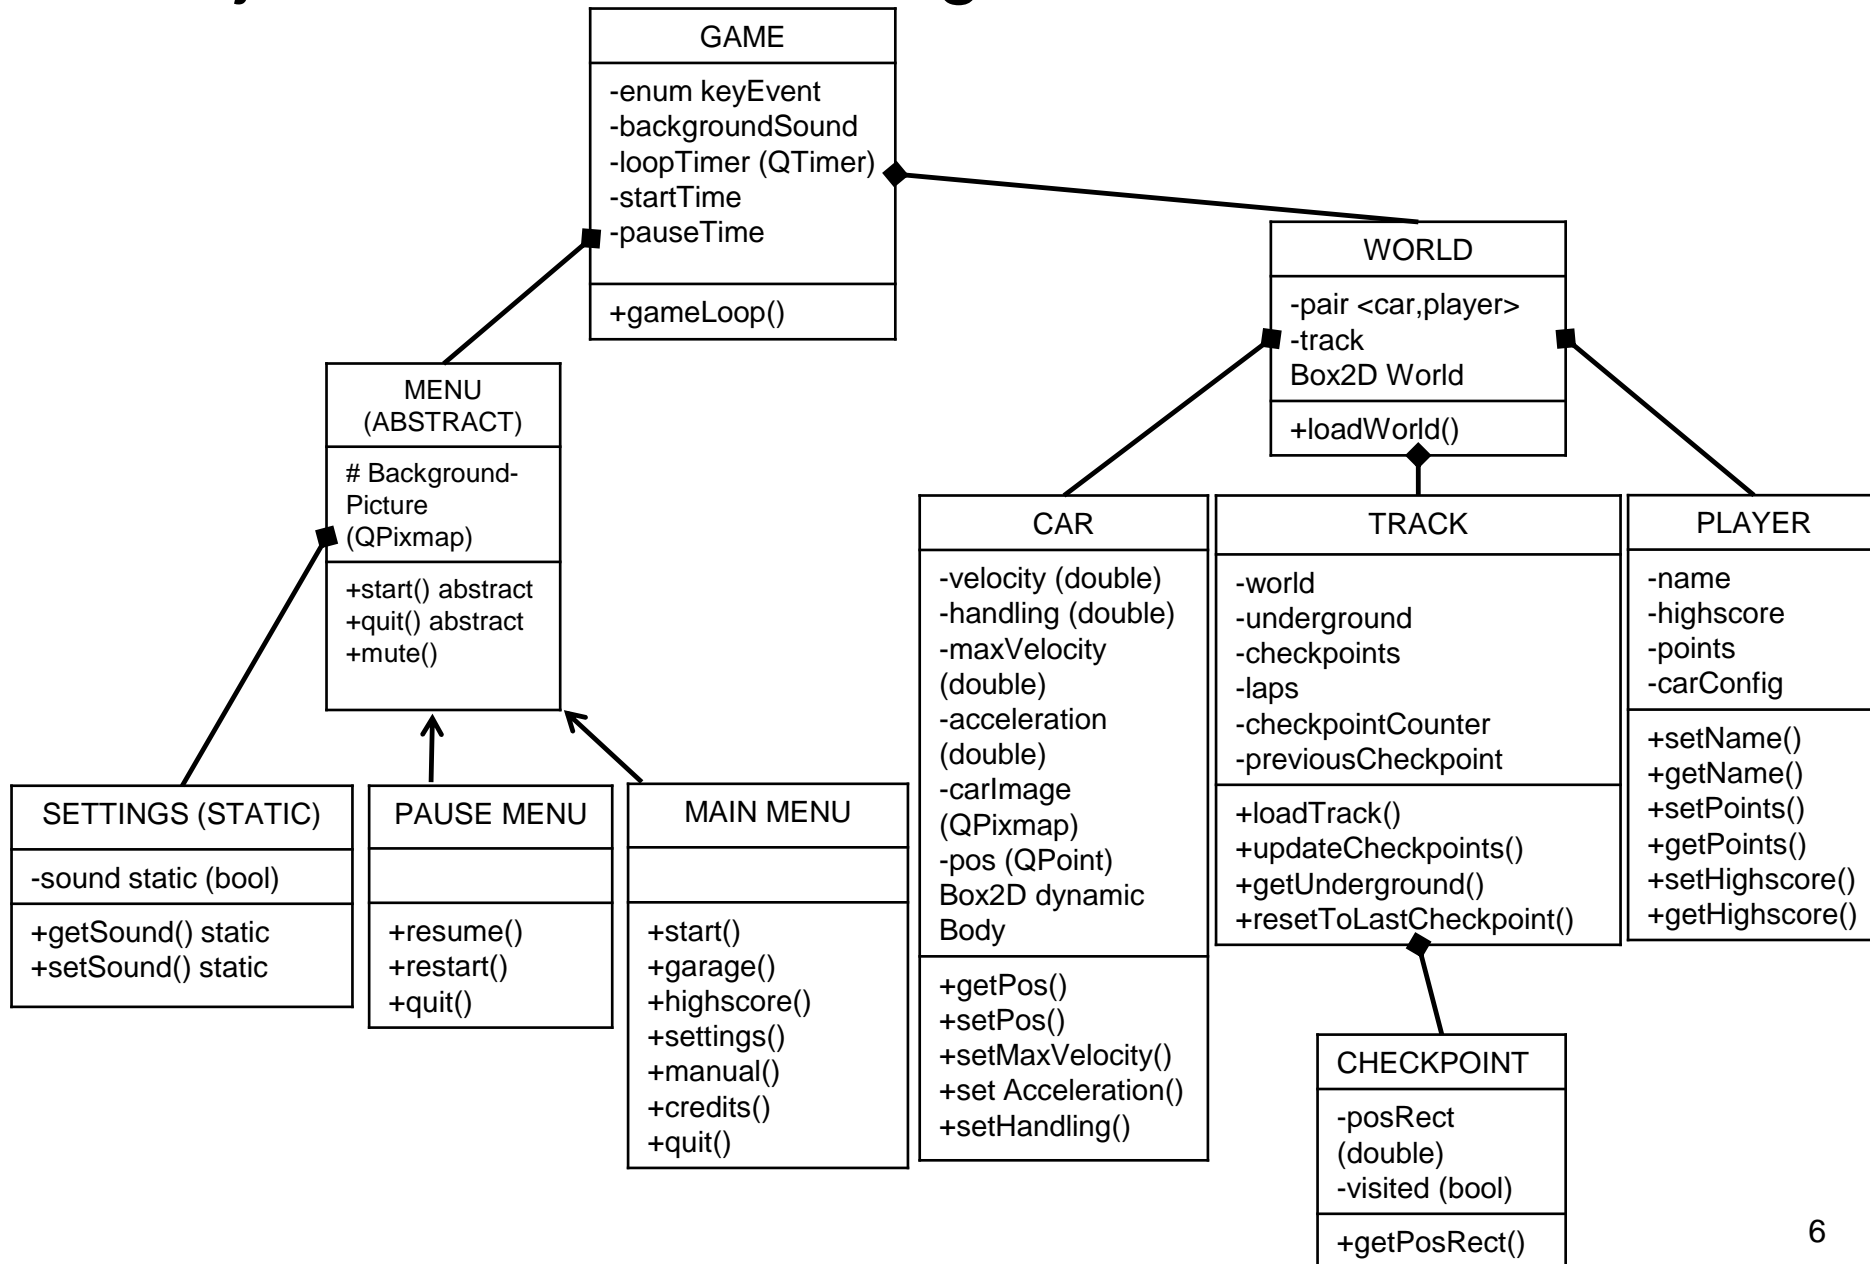 GAME
-enum keyEvent
-backgroundSound
-loopTimer (QTimer)
-startTime
-pauseTime
+gameLoop()
WORLD
-pair <car,player>
-track
Box2D World
+loadWorld()
MENU
(ABSTRACT)
# Background-
Picture
(QPixmap)
+start() abstract
+quit() abstract
+mute()
CAR
-velocity (double)
-handling (double)
-maxVelocity
(double)
-acceleration
(double)
-carImage
(QPixmap)
-pos (QPoint)
Box2D dynamic
Body
+getPos()
+setPos()
+setMaxVelocity()
+set Acceleration()
+setHandling()
TRACK
-world
-underground
-checkpoints
-laps
-checkpointCounter
-previousCheckpoint
+loadTrack()
+updateCheckpoints()
+getUnderground()
+resetToLastCheckpoint()
PLAYER
-name
-highscore
-points
-carConfig
+setName()
+getName()
+setPoints()
+getPoints()
+setHighscore()
+getHighscore()
SETTINGS (STATIC)
-sound static (bool)
+getSound() static
+setSound() static
PAUSE MENU
+resume()
+restart()
+quit()
MAIN MENU
+start()
+garage()
+highscore()
+settings()
+manual()
+credits()
+quit()
CHECKPOINT
-posRect
(double)
-visited (bool)
+getPosRect()
6